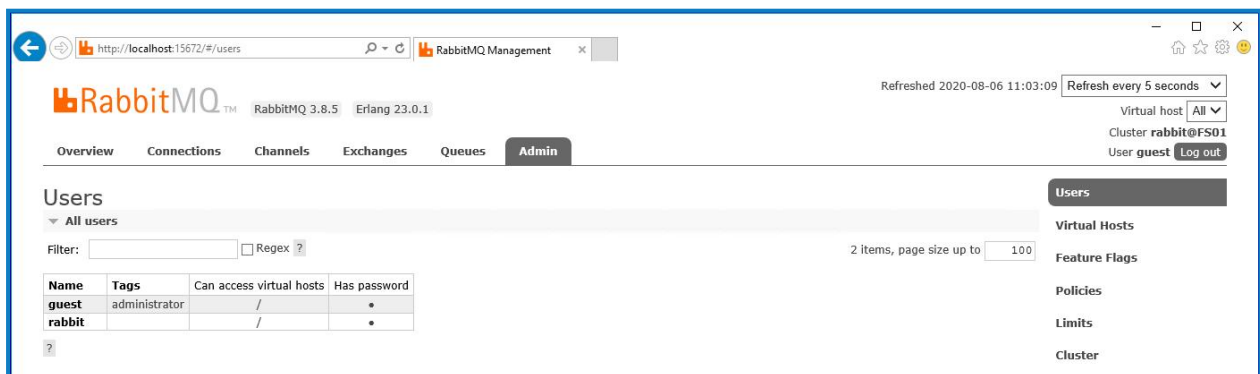 http://localhost:15672/#/users
RabbitMQ Management
Refreshed 2020-08-06 11:03:09 Refresh every 5 seconds
RabbitMQ TM RabbitMQ 3.8.5 Erlang 23.0.1
Virtual host All
Cluster rabbit@FS01
User guest Log out
Overview Connections Channels Exchanges Queues Admin
Users
All users
Filter: Regex ? 2 items, page size up to 100
Name Tags Can access virtual hosts Has password
guest administrator / •
rabbit / •
?
Users
Virtual Hosts
Feature Flags
Policies
Limits
Cluster